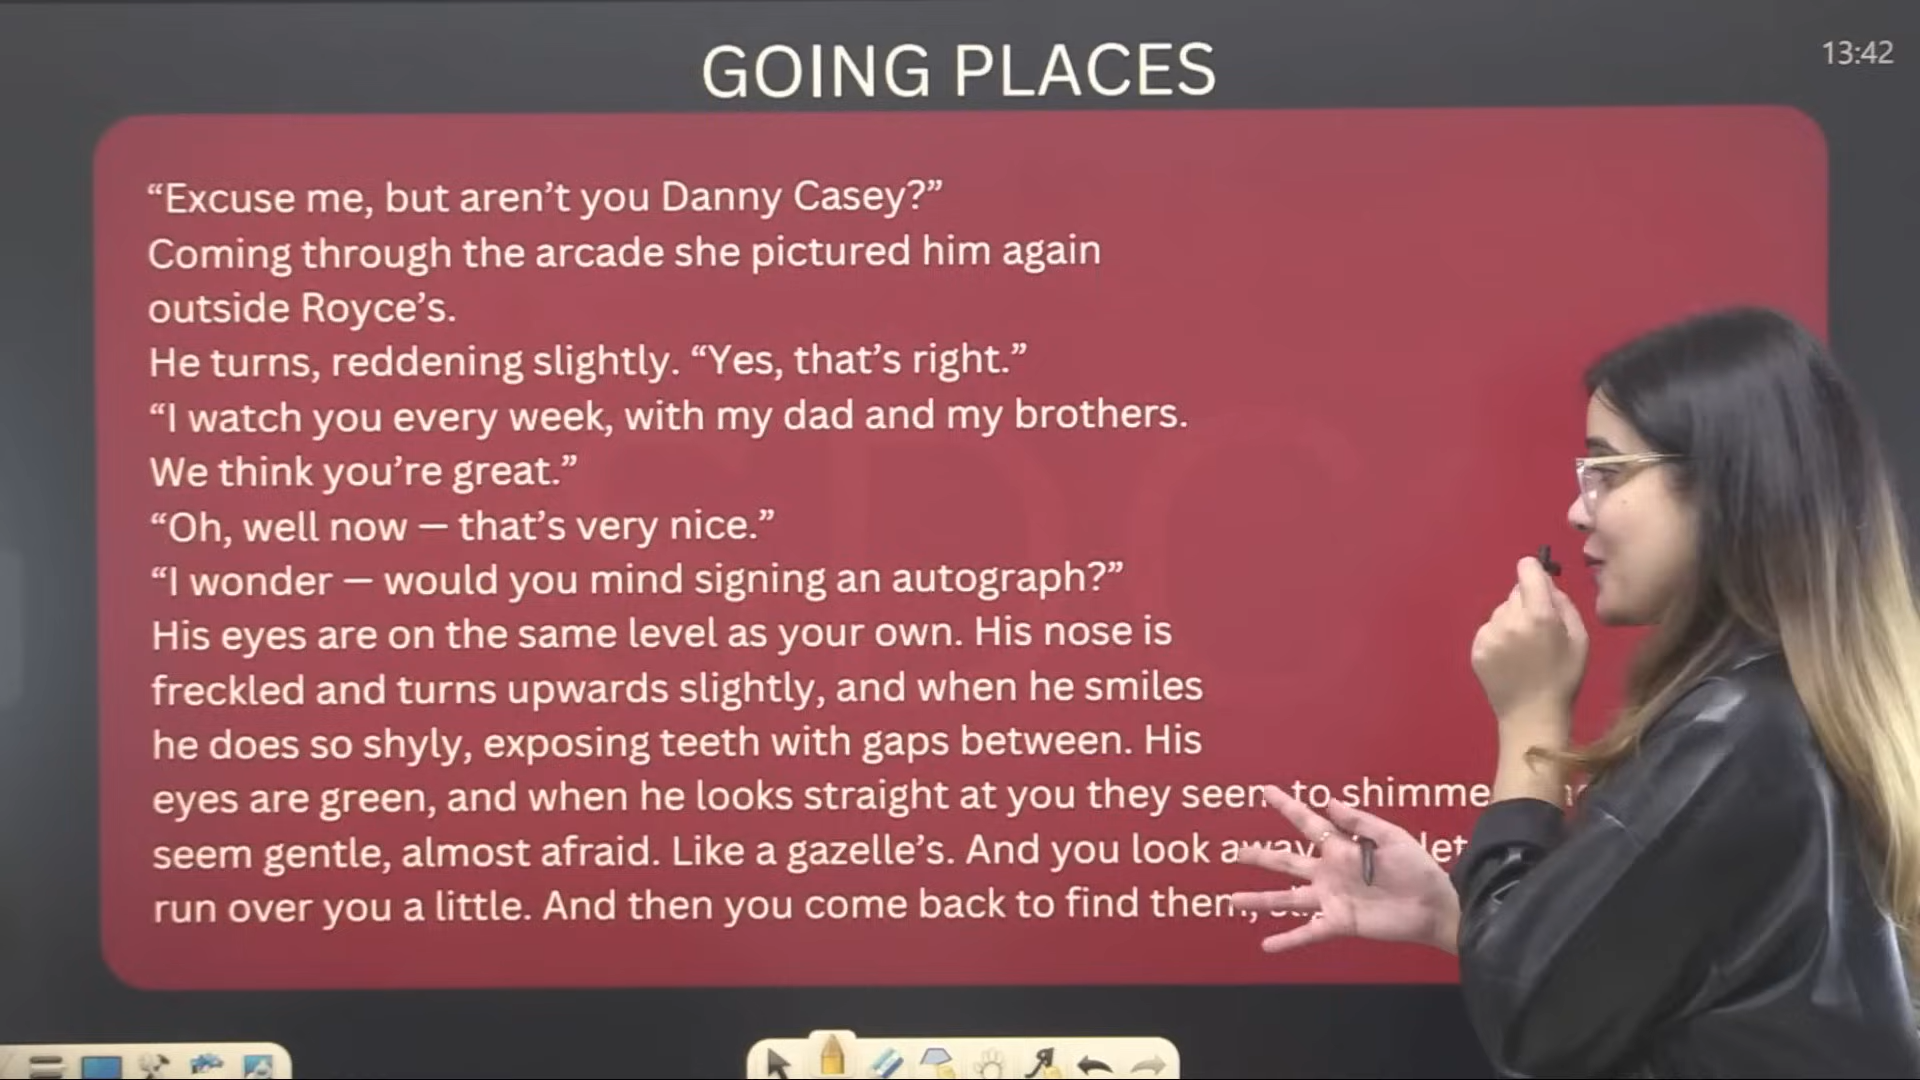 GOING PLACES
13:42
“Excuse me, but aren’t you Danny Casey?”
Coming through the arcade she pictured him again
outside Royce’s.
He turns, reddening slightly. “Yes, that’s right.”
“I watch you every week, with my dad and my brothers.
We think you’re great.”
“Oh, well now – that’s very nice.”
“I wonder – would you mind signing an autograph?”
His eyes are on the same level as your own. His nose is
freckled and turns upwards slightly, and when he smiles
he does so shyly, exposing teeth with gaps between. His
eyes are green, and when he looks straight at you they seem to
seem gentle, almost afraid. Like a gazelle’s. And you look away let
run over you a little. And then you come back to find them,